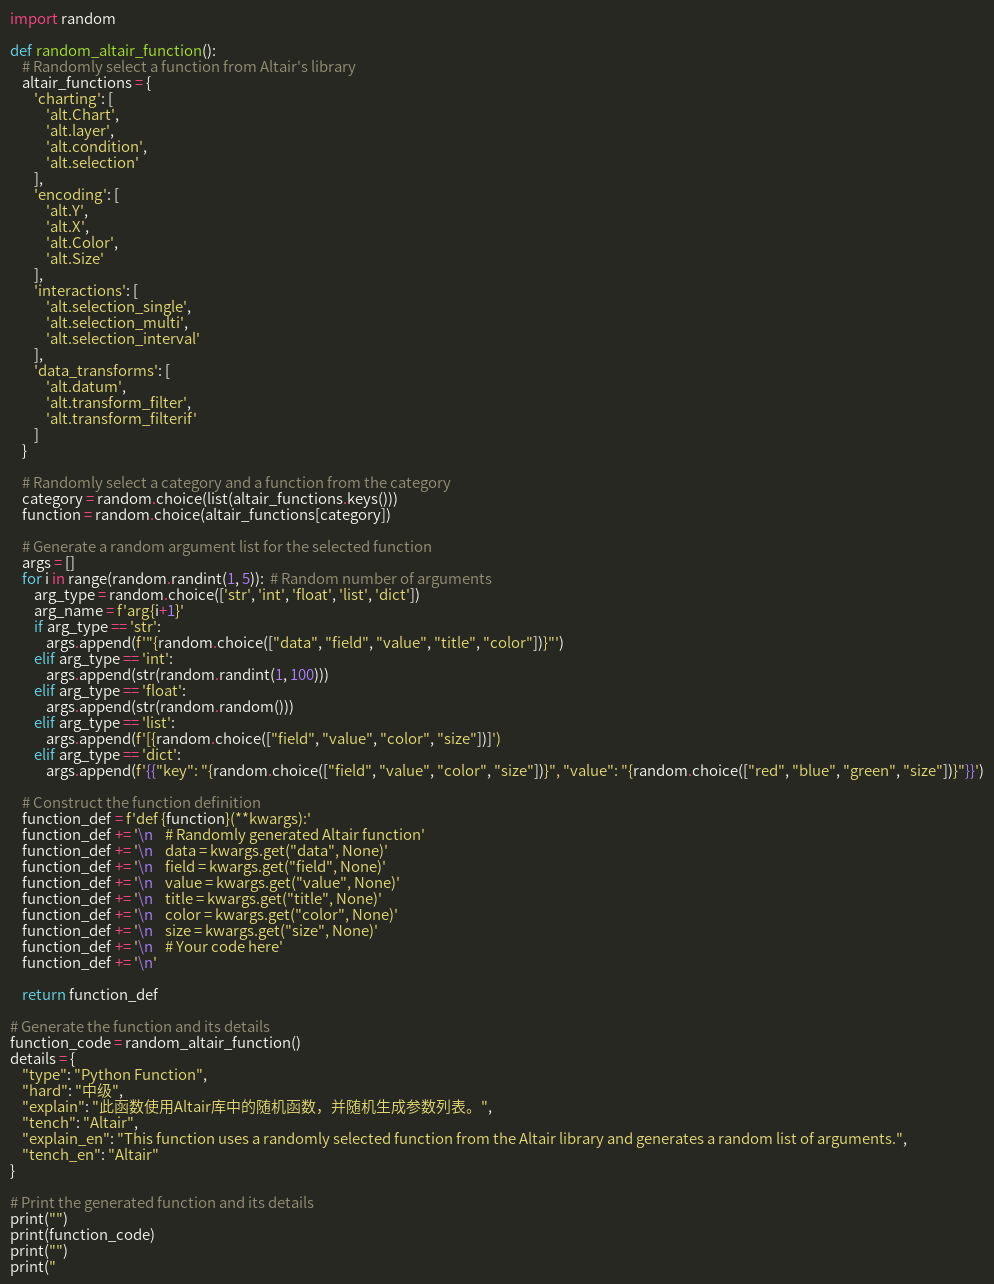 import random

def random_altair_function():
    # Randomly select a function from Altair's library
    altair_functions = {
        'charting': [
            'alt.Chart',
            'alt.layer',
            'alt.condition',
            'alt.selection'
        ],
        'encoding': [
            'alt.Y',
            'alt.X',
            'alt.Color',
            'alt.Size'
        ],
        'interactions': [
            'alt.selection_single',
            'alt.selection_multi',
            'alt.selection_interval'
        ],
        'data_transforms': [
            'alt.datum',
            'alt.transform_filter',
            'alt.transform_filterif'
        ]
    }

    # Randomly select a category and a function from the category
    category = random.choice(list(altair_functions.keys()))
    function = random.choice(altair_functions[category])

    # Generate a random argument list for the selected function
    args = []
    for i in range(random.randint(1, 5)):  # Random number of arguments
        arg_type = random.choice(['str', 'int', 'float', 'list', 'dict'])
        arg_name = f'arg{i+1}'
        if arg_type == 'str':
            args.append(f'"{random.choice(["data", "field", "value", "title", "color"])}"')
        elif arg_type == 'int':
            args.append(str(random.randint(1, 100)))
        elif arg_type == 'float':
            args.append(str(random.random()))
        elif arg_type == 'list':
            args.append(f'[{random.choice(["field", "value", "color", "size"])]')
        elif arg_type == 'dict':
            args.append(f'{{"key": "{random.choice(["field", "value", "color", "size"])}", "value": "{random.choice(["red", "blue", "green", "size"])}"}}')

    # Construct the function definition
    function_def = f'def {function}(**kwargs):'
    function_def += '\n    # Randomly generated Altair function'
    function_def += '\n    data = kwargs.get("data", None)'
    function_def += '\n    field = kwargs.get("field", None)'
    function_def += '\n    value = kwargs.get("value", None)'
    function_def += '\n    title = kwargs.get("title", None)'
    function_def += '\n    color = kwargs.get("color", None)'
    function_def += '\n    size = kwargs.get("size", None)'
    function_def += '\n    # Your code here'
    function_def += '\n'

    return function_def

# Generate the function and its details
function_code = random_altair_function()
details = {
    "type": "Python Function",
    "hard": "中级",
    "explain": "此函数使用Altair库中的随机函数，并随机生成参数列表。",
    "tench": "Altair",
    "explain_en": "This function uses a randomly selected function from the Altair library and generates a random list of arguments.",
    "tench_en": "Altair"
}

# Print the generated function and its details
print("")
print(function_code)
print("")
print("